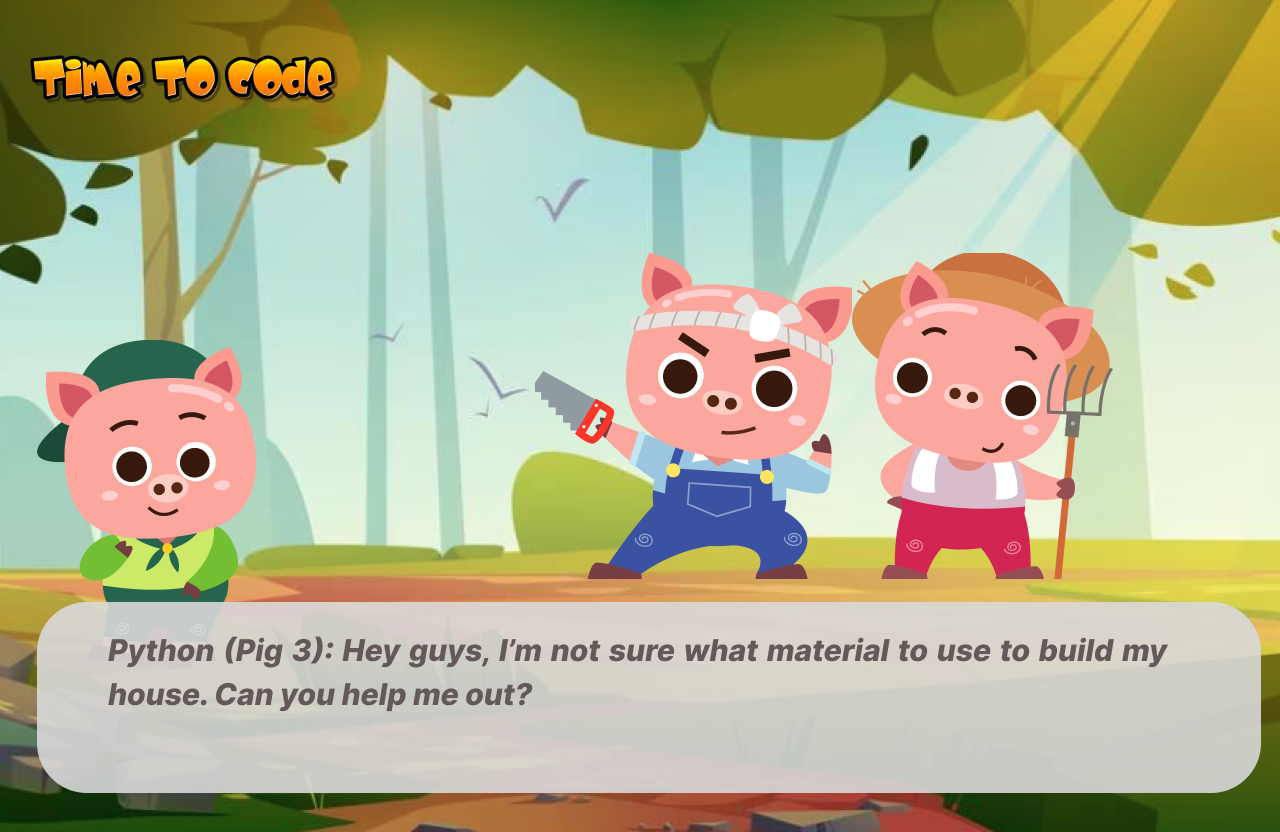 Time To Code
Python (Pig 3): Hey guys, I’m not sure what material to use to build my
house. Can you help me out?